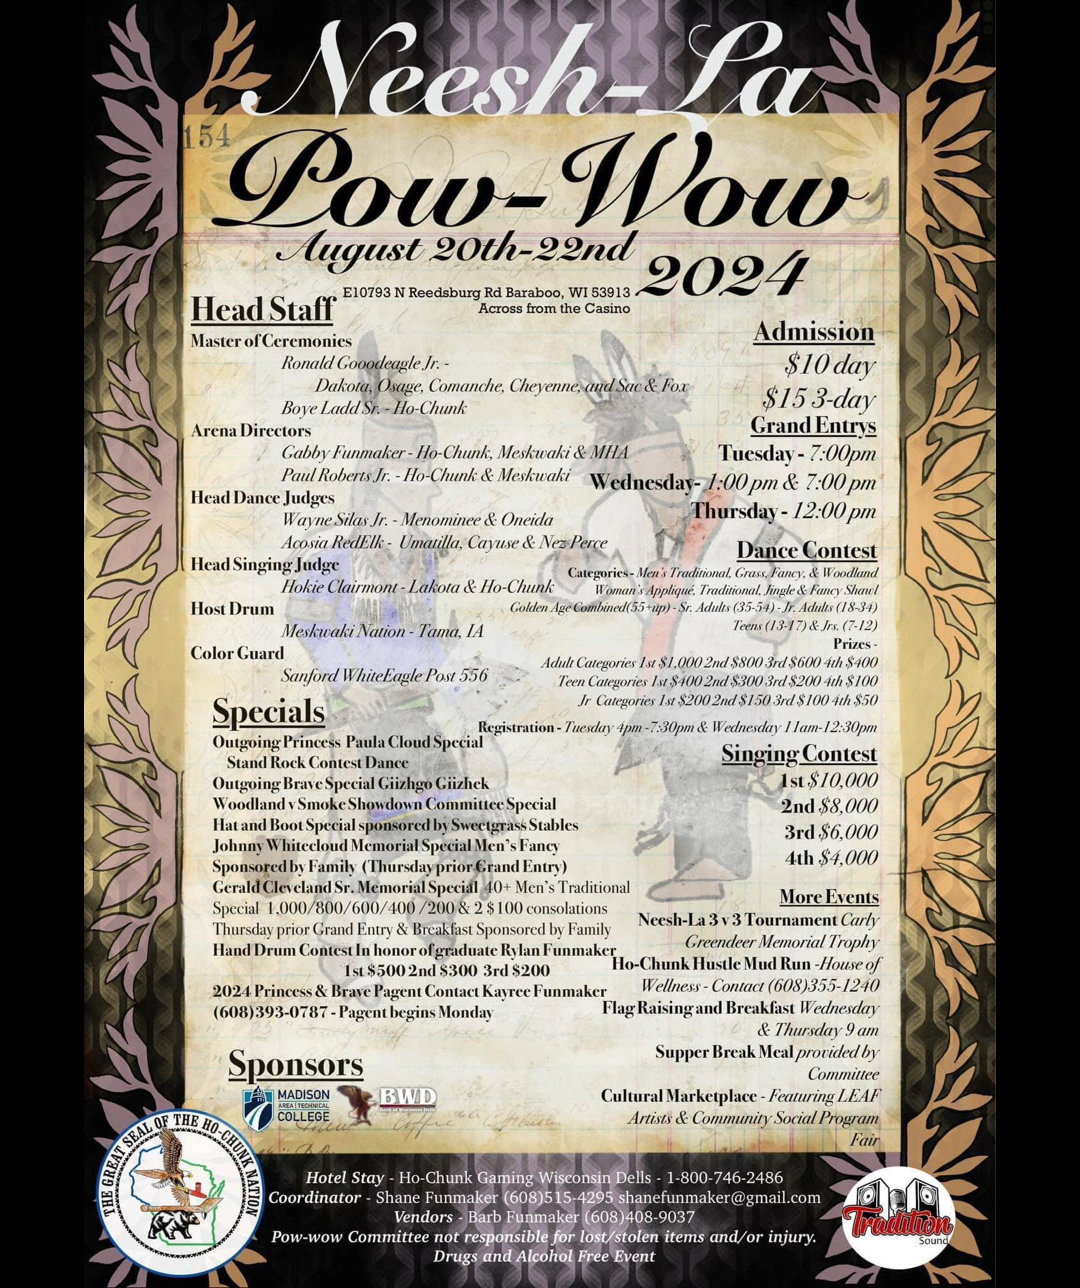 Neesh-La
154
Pow-Wow
August 20th-22nd
2024
E10793 N Reedsburg Rd Baraboo, WI 53913
Across from the Casino
Head Staff
Master of Ceremonies
Ronald Gooodeagle Jr. -
Dakota, Osage, Comanche, Cheyenne, and Sac & Fox
Boye Ladd Sr. - Ho-Chunk
Arena Directors
Gabby Funmaker - Ho-Chunk, Meskwaki & MHA
Paul Roberts Jr. - Ho-Chunk & Meskwaki
Head Dance Judges
Wayne Silas Jr. - Menominee & Oneida
Acosia RedElk - Umatilla, Cayuse & Nez Perce
Head Singing Judge
Hokie Clairmont - Lakota & Ho-Chunk
Host Drum
Meskwaki Nation - Tama, IA
Color Guard
Sanford WhiteEagle Post 556
Specials
Outgoing Princess Paula Cloud Special
Stand Rock Contest Dance
Outgoing Brave Special Giizhgo Giizhek
Woodland v Smoke Showdown Committee Special
Hat and Boot Special sponsored by Sweetgrass Stables
Johnny Whitecloud Memorial Special Men's Fancy
Sponsored by Family (Thursday prior Grand Entry)
Gerald Cleveland Sr. Memorial Special 40+ Men's Traditional
Special 1,000/800/600/400 /200 & 2 $100 consolations
Thursday prior Grand Entry & Breakfast Sponsored by Family
Hand Drum Contest In honor of graduate Rylan Funmaker
1st $500 2nd $300 3rd $200
2024 Princess & Brave Pagent Contact Kayree Funmaker
(608)393-0787 - Pagent begins Monday
Sponsors
MADISON
AREA | TECHNICAL
COLLEGE
BWD
Bank of Wisconsin Dells
Admission
$10 day
$15 3-day
Grand Entrys
Tuesday - 7:00pm
Wednesday- 1:00 pm & 7:00 pm
Thursday - 12:00 pm
Dance Contest
Categories - Men's Traditional, Grass, Fancy, & Woodland
Woman's Appliqué, Traditional, Jingle & Fancy Shawl
Golden Age Combined(55+up) - Sr. Adults (35-54) - Jr. Adults (18-34)
Teens (13-17) & Jrs. (7-12)
Prizes -
Adult Categories 1st $1,000 2nd $800 3rd $600 4th $400
Teen Categories 1st $400 2nd $300 3rd $200 4th $100
Jr Categories 1st $200 2nd $150 3rd $100 4th $50
Registration - Tuesday 4pm -7:30pm & Wednesday 11am-12:30pm
Singing Contest
1st $10,000
2nd $8,000
3rd $6,000
4th $4,000
More Events
Neesh-La 3 v 3 Tournament Carly
Greendeer Memorial Trophy
Ho-Chunk Hustle Mud Run -House of
Wellness - Contact (608)355-1240
Flag Raising and Breakfast Wednesday
& Thursday 9 am
Supper Break Meal provided by
Committee
Cultural Marketplace - Featuring LEAF
Artists & Community Social Program
Fair
THE GREAT SEAL OF THE HO-CHUNK NATION
Hotel Stay - Ho-Chunk Gaming Wisconsin Dells - 1-800-746-2486
Coordinator - Shane Funmaker (608)515-4295 shanefunmaker@gmail.com
Vendors - Barb Funmaker (608)408-9037
Pow-wow Committee not responsible for lost/stolen items and/or injury.
Drugs and Alcohol Free Event
Tradition
Sound